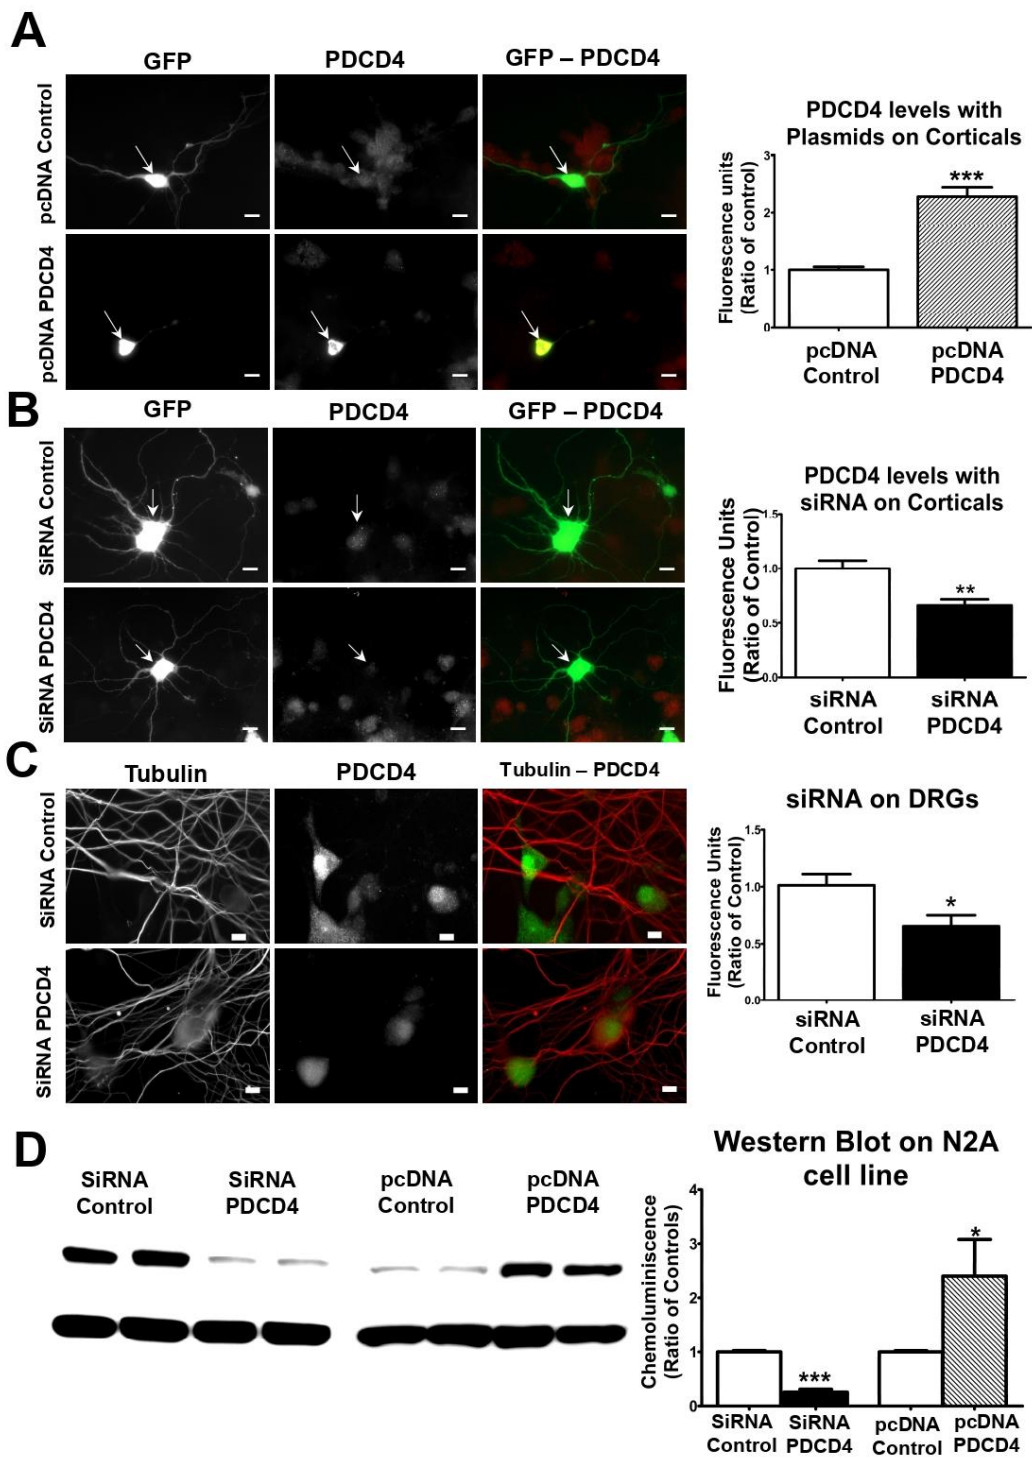 A
GFP
PDCD4
GFP – PDCD4
pcDNA Control
pcDNA PDCD4
PDCD4 levels with
Plasmids on Corticals
Fluorescence units
(Ratio of control)
3
2
1
0
***
pcDNA
Control
pcDNA
PDCD4
B
GFP
PDCD4
GFP – PDCD4
SiRNA Control
SiRNA PDCD4
PDCD4 levels with
siRNA on Corticals
Fluorescence Units
(Ratio of Control)
1.5
1.0
0.5
0.0
**
siRNA
Control
siRNA
PDCD4
C
Tubulin
PDCD4
Tubulin – PDCD4
SiRNA Control
SiRNA PDCD4
siRNA on DRGs
Fluorescence Units
(Ratio of Control)
1.5
1.0
0.5
0.0
*
siRNA
Control
siRNA
PDCD4
D
SiRNA
Control
SiRNA
PDCD4
pcDNA
Control
pcDNA
PDCD4
Western Blot on N2A
cell line
Chemoluminiscence
(Ratio of Controls)
4
3
2
1
0
***
*
SiRNA
Control
SiRNA
PDCD4
pcDNA
Control
pcDNA
PDCD4